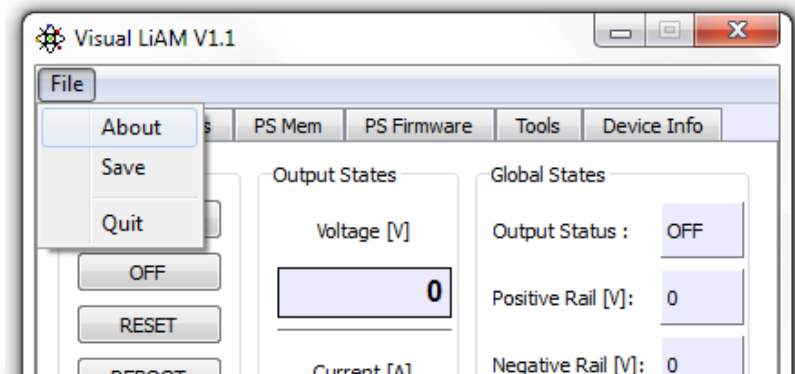 Visual LiAM V1.1
File
About
Save
Quit
PS Mem
PS Firmware
Tools
Device Info
Output States
Global States
Voltage [V]
Output Status : OFF
OFF
0
Positive Rail [V]: 0
RESET
REBOOT
Current [A]
Negative Rail [V]: 0